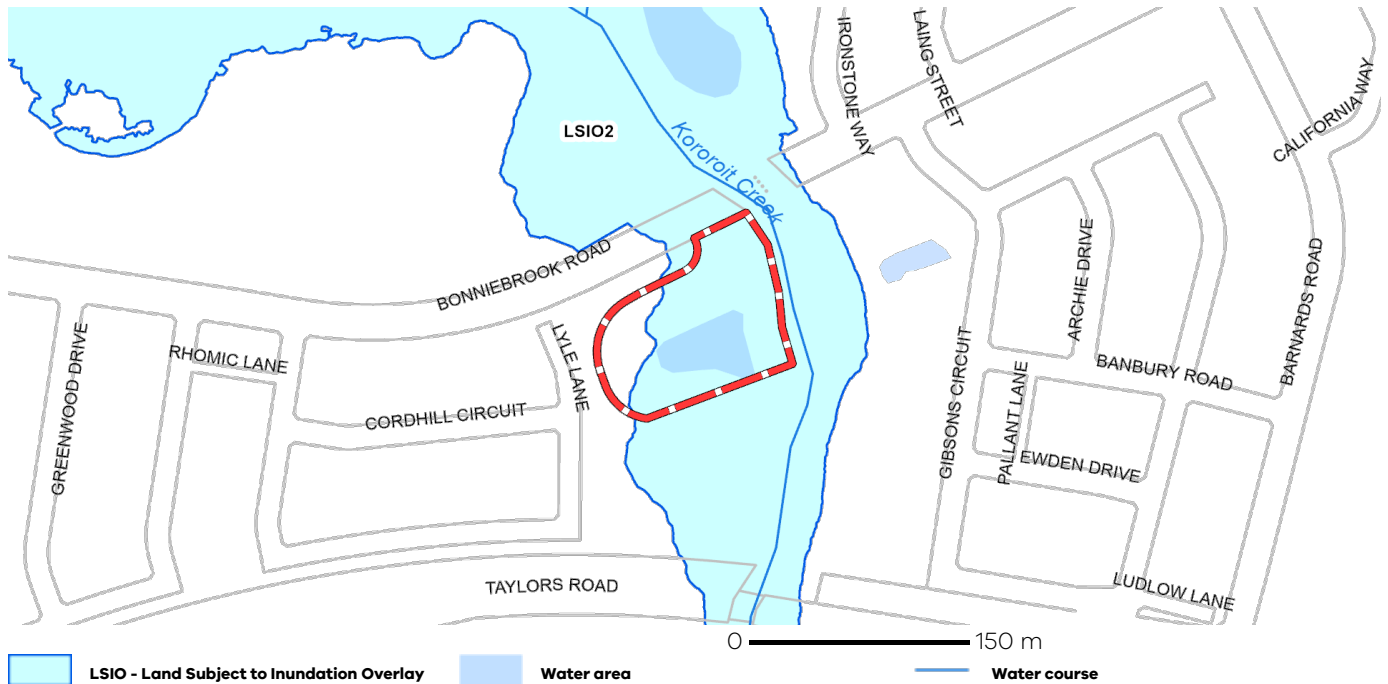 IRONSTONE WAY
LAING STREET
CALIFORNIA WAY
LSIO2
Kororoit Creek
BONNIEBROOK ROAD
ARCHIE DRIVE
BARNARDS ROAD
GREENWOOD DRIVE
RHOMIC LANE
LYLE LANE
CORDHILL CIRCUIT
GIBSONS CIRCUIT
PALLANT LANE
BANBURY ROAD
EWDEN DRIVE
TAYLORS ROAD
LUDLOW LANE
0 150 m
LSIO - Land Subject to Inundation Overlay
Water area
Water course